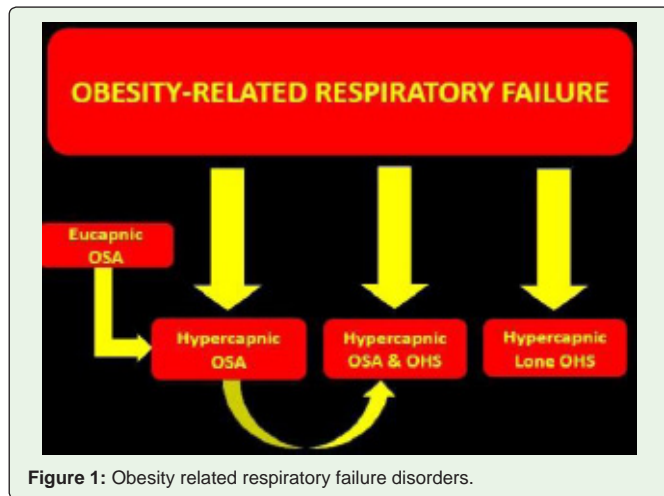 OBESITY-RELATED RESPIRATORY FAILURE
Eucapnic
OSA
Hypercapnic
OSA
Hypercapnic
OSA & OHS
Hypercapnic
Lone OHS
Figure 1: Obesity related respiratory failure disorders.